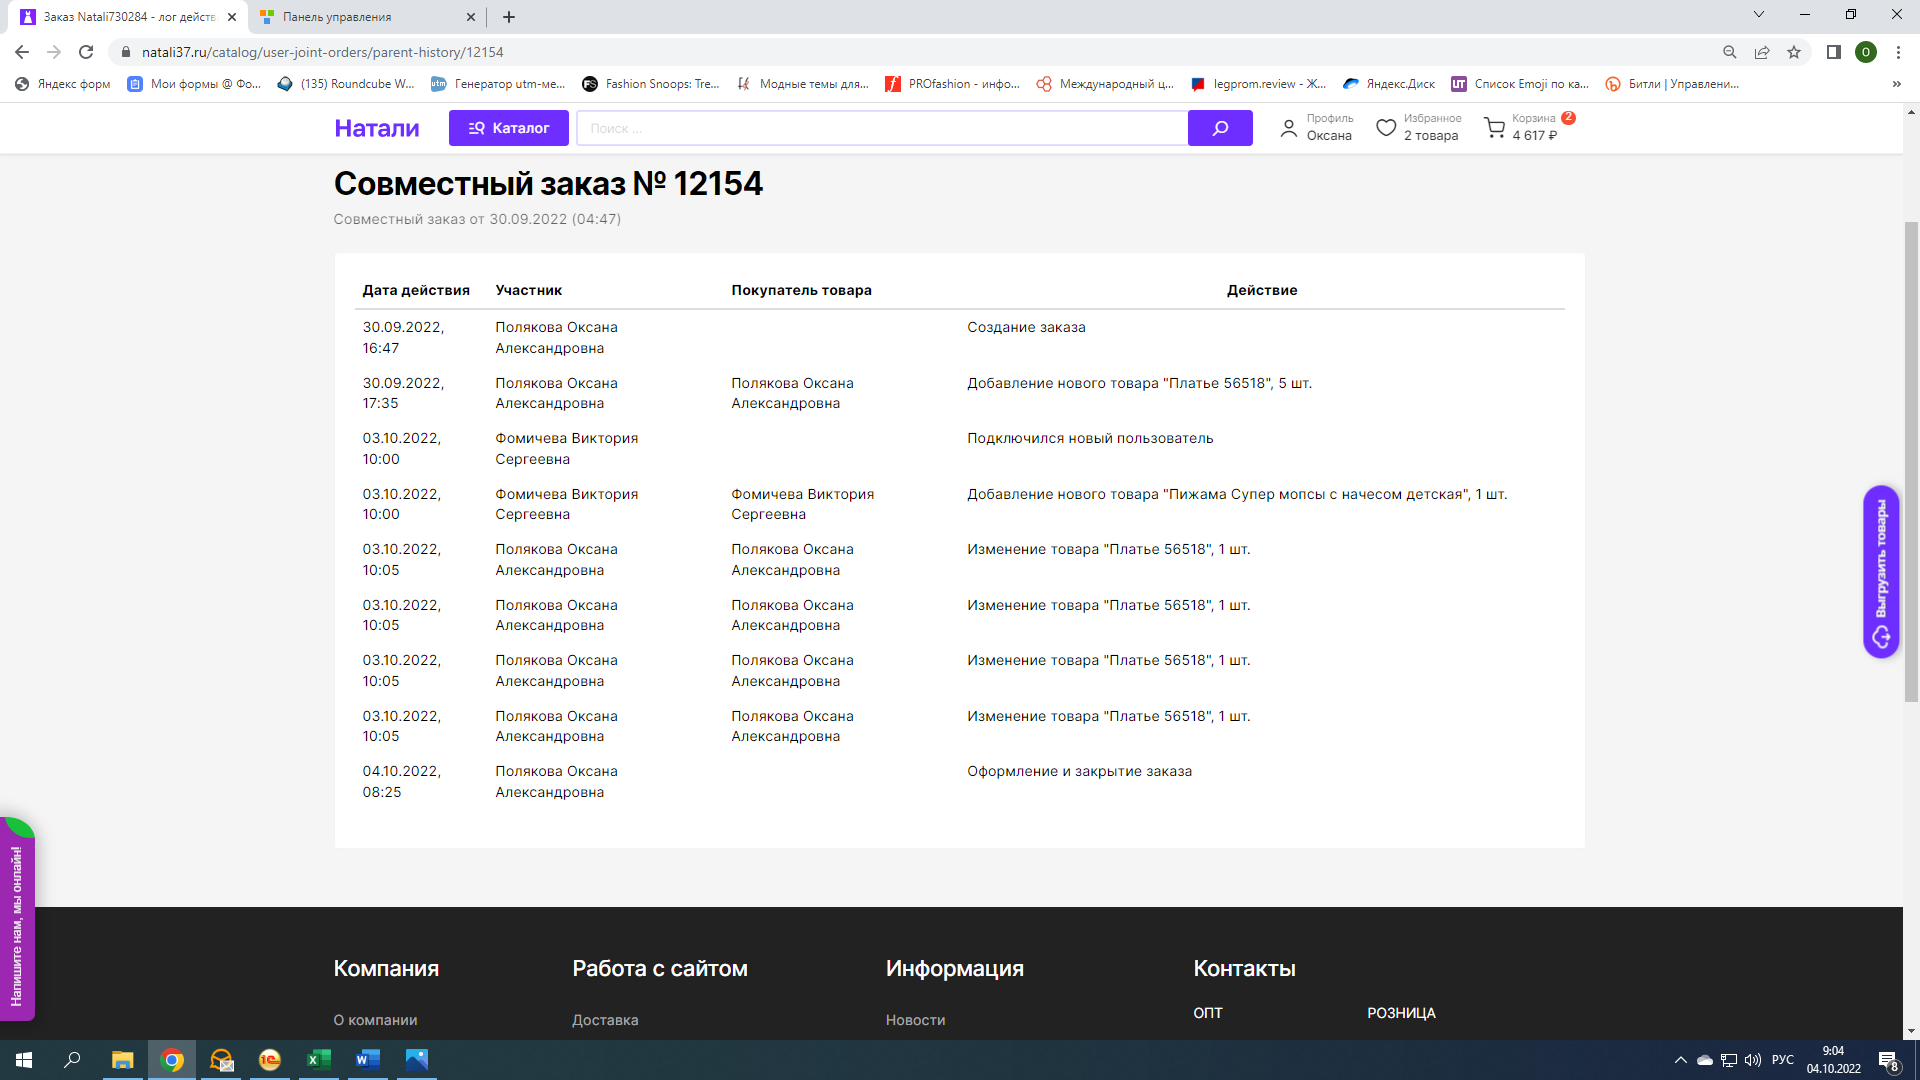 Заказ Natali730284 - лог действ
Панель управления
natali37.ru/catalog/user-joint-orders/parent-history/12154
О
Яндекс форм
Мои формы @ Фо...
(135) Roundcube W...
utm
Генератор utm-ме...
FS
Fashion Snoops: Tre...
Модные темы для...
PROfashion - инфо...
Международный ц...
legprom.review - Ж...
Яндекс.Диск
UT
Список Emoji по ка...
Битли | Управлени...
»
Натали
Каталог
Поиск ...
Профиль
Оксана
Избранное
2 товара
Корзина 2
4 617 ₽
Совместный заказ № 12154
Совместный заказ от 30.09.2022 (04:47)
Дата действия Участник Покупатель товара Действие
30.09.2022, Полякова Оксана Создание заказа
16:47 Александровна
30.09.2022, Полякова Оксана Полякова Оксана Добавление нового товара "Платье 56518", 5 шт.
17:35 Александровна Александровна
03.10.2022, Фомичева Виктория Подключился новый пользователь
10:00 Сергеевна
03.10.2022, Фомичева Виктория Фомичева Виктория Добавление нового товара "Пижама Супер мопсы с начесом детская", 1 шт.
10:00 Сергеевна Сергеевна
03.10.2022, Полякова Оксана Полякова Оксана Изменение товара "Платье 56518", 1 шт.
10:05 Александровна Александровна
03.10.2022, Полякова Оксана Полякова Оксана Изменение товара "Платье 56518", 1 шт.
10:05 Александровна Александровна
03.10.2022, Полякова Оксана Полякова Оксана Изменение товара "Платье 56518", 1 шт.
10:05 Александровна Александровна
03.10.2022, Полякова Оксана Полякова Оксана Изменение товара "Платье 56518", 1 шт.
10:05 Александровна Александровна
04.10.2022, Полякова Оксана Оформление и закрытие заказа
08:25 Александровна
Выгрузить товары
Напишите нам, мы онлайн!
Компания Работа с сайтом Информация Контакты
О компании Доставка Новости ОПТ РОЗНИЦА
РУС
9:04
04.10.2022
8